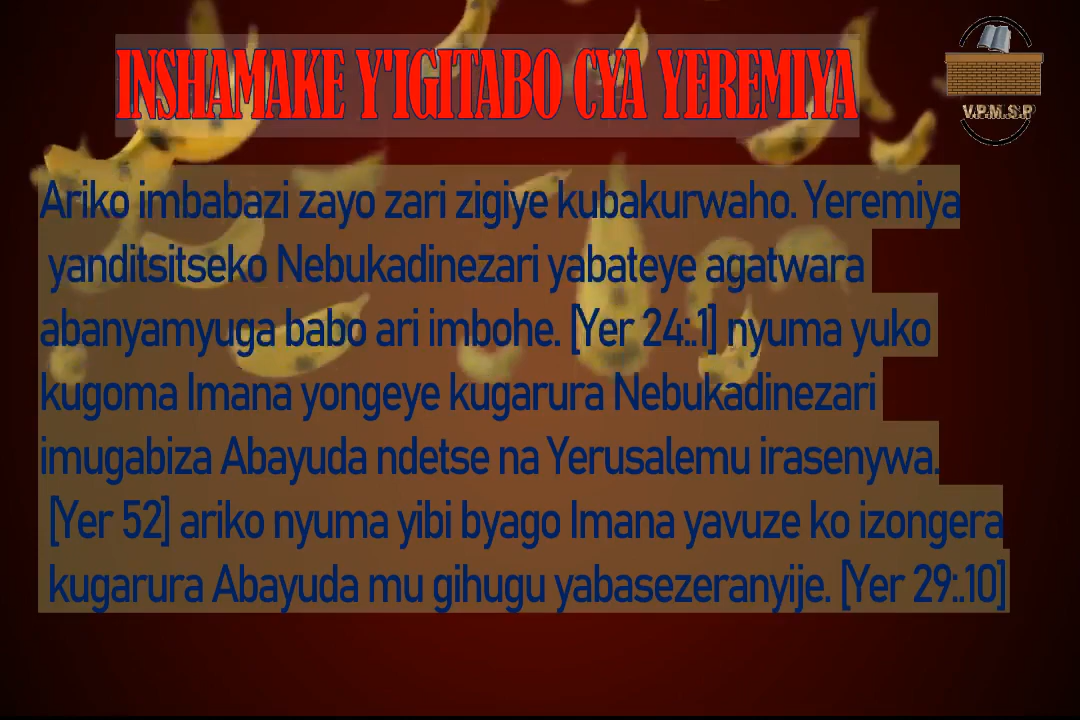 INSHAMAKE Y'IGITABO CYA YEREMIYA
V.P.M.S.P
Ariko imbabazi zayo zari zigiye kubakurwaho. Yeremiya
yanditsitseko Nebukadinezari yabateye agatwara
abanyamyuga babo ari imbohe. [Yer 24:.1] nyuma yuko
kugoma Imana yongeye kugarura Nebukadinezari
imugabiza Abayuda ndetse na Yerusalemu irasenywa.
[Yer 52] ariko nyuma yibi byago Imana yavuze ko izongera
kugarura Abayuda mu gihugu yabasezeranyije. [Yer 29:.10]